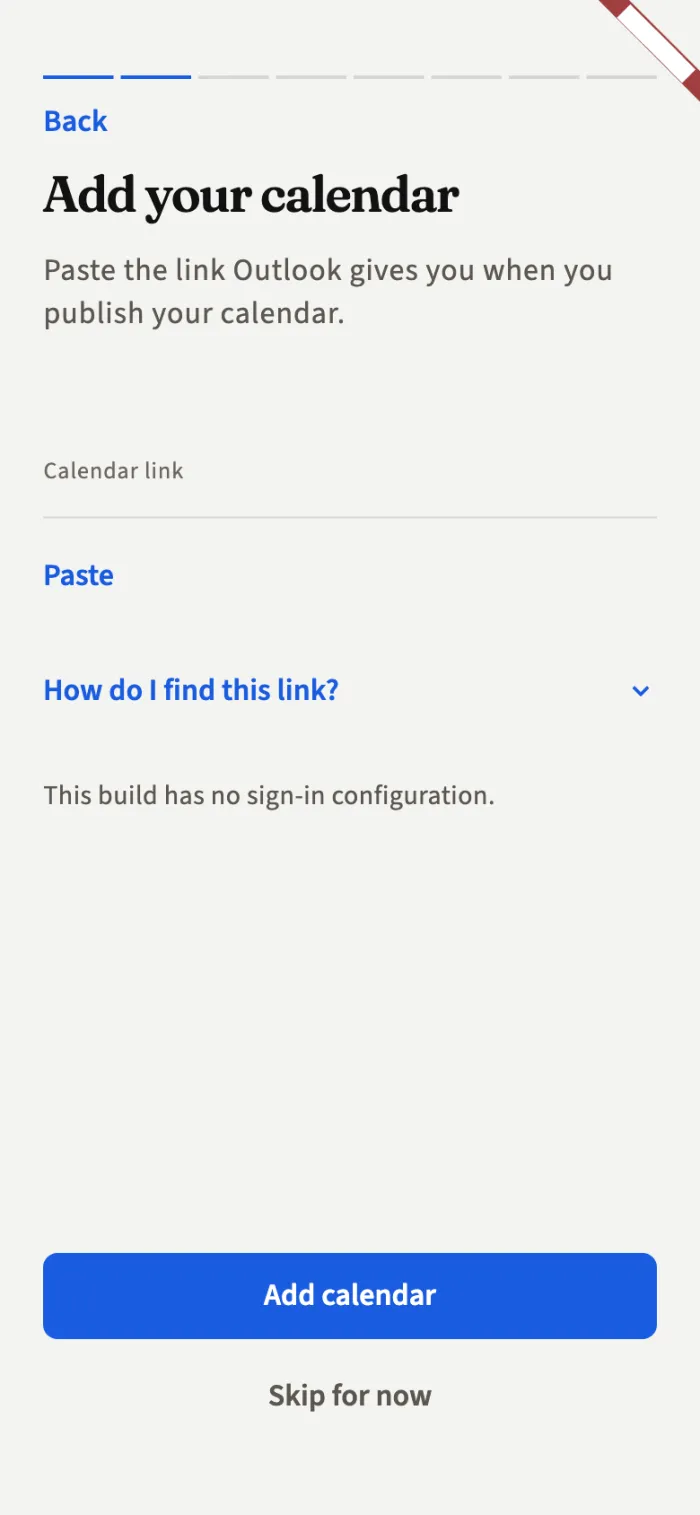 Back
Add your calendar
Paste the link Outlook gives you when you
publish your calendar.
Calendar link
Paste
How do I find this link?
This build has no sign-in configuration.
Add calendar
Skip for now